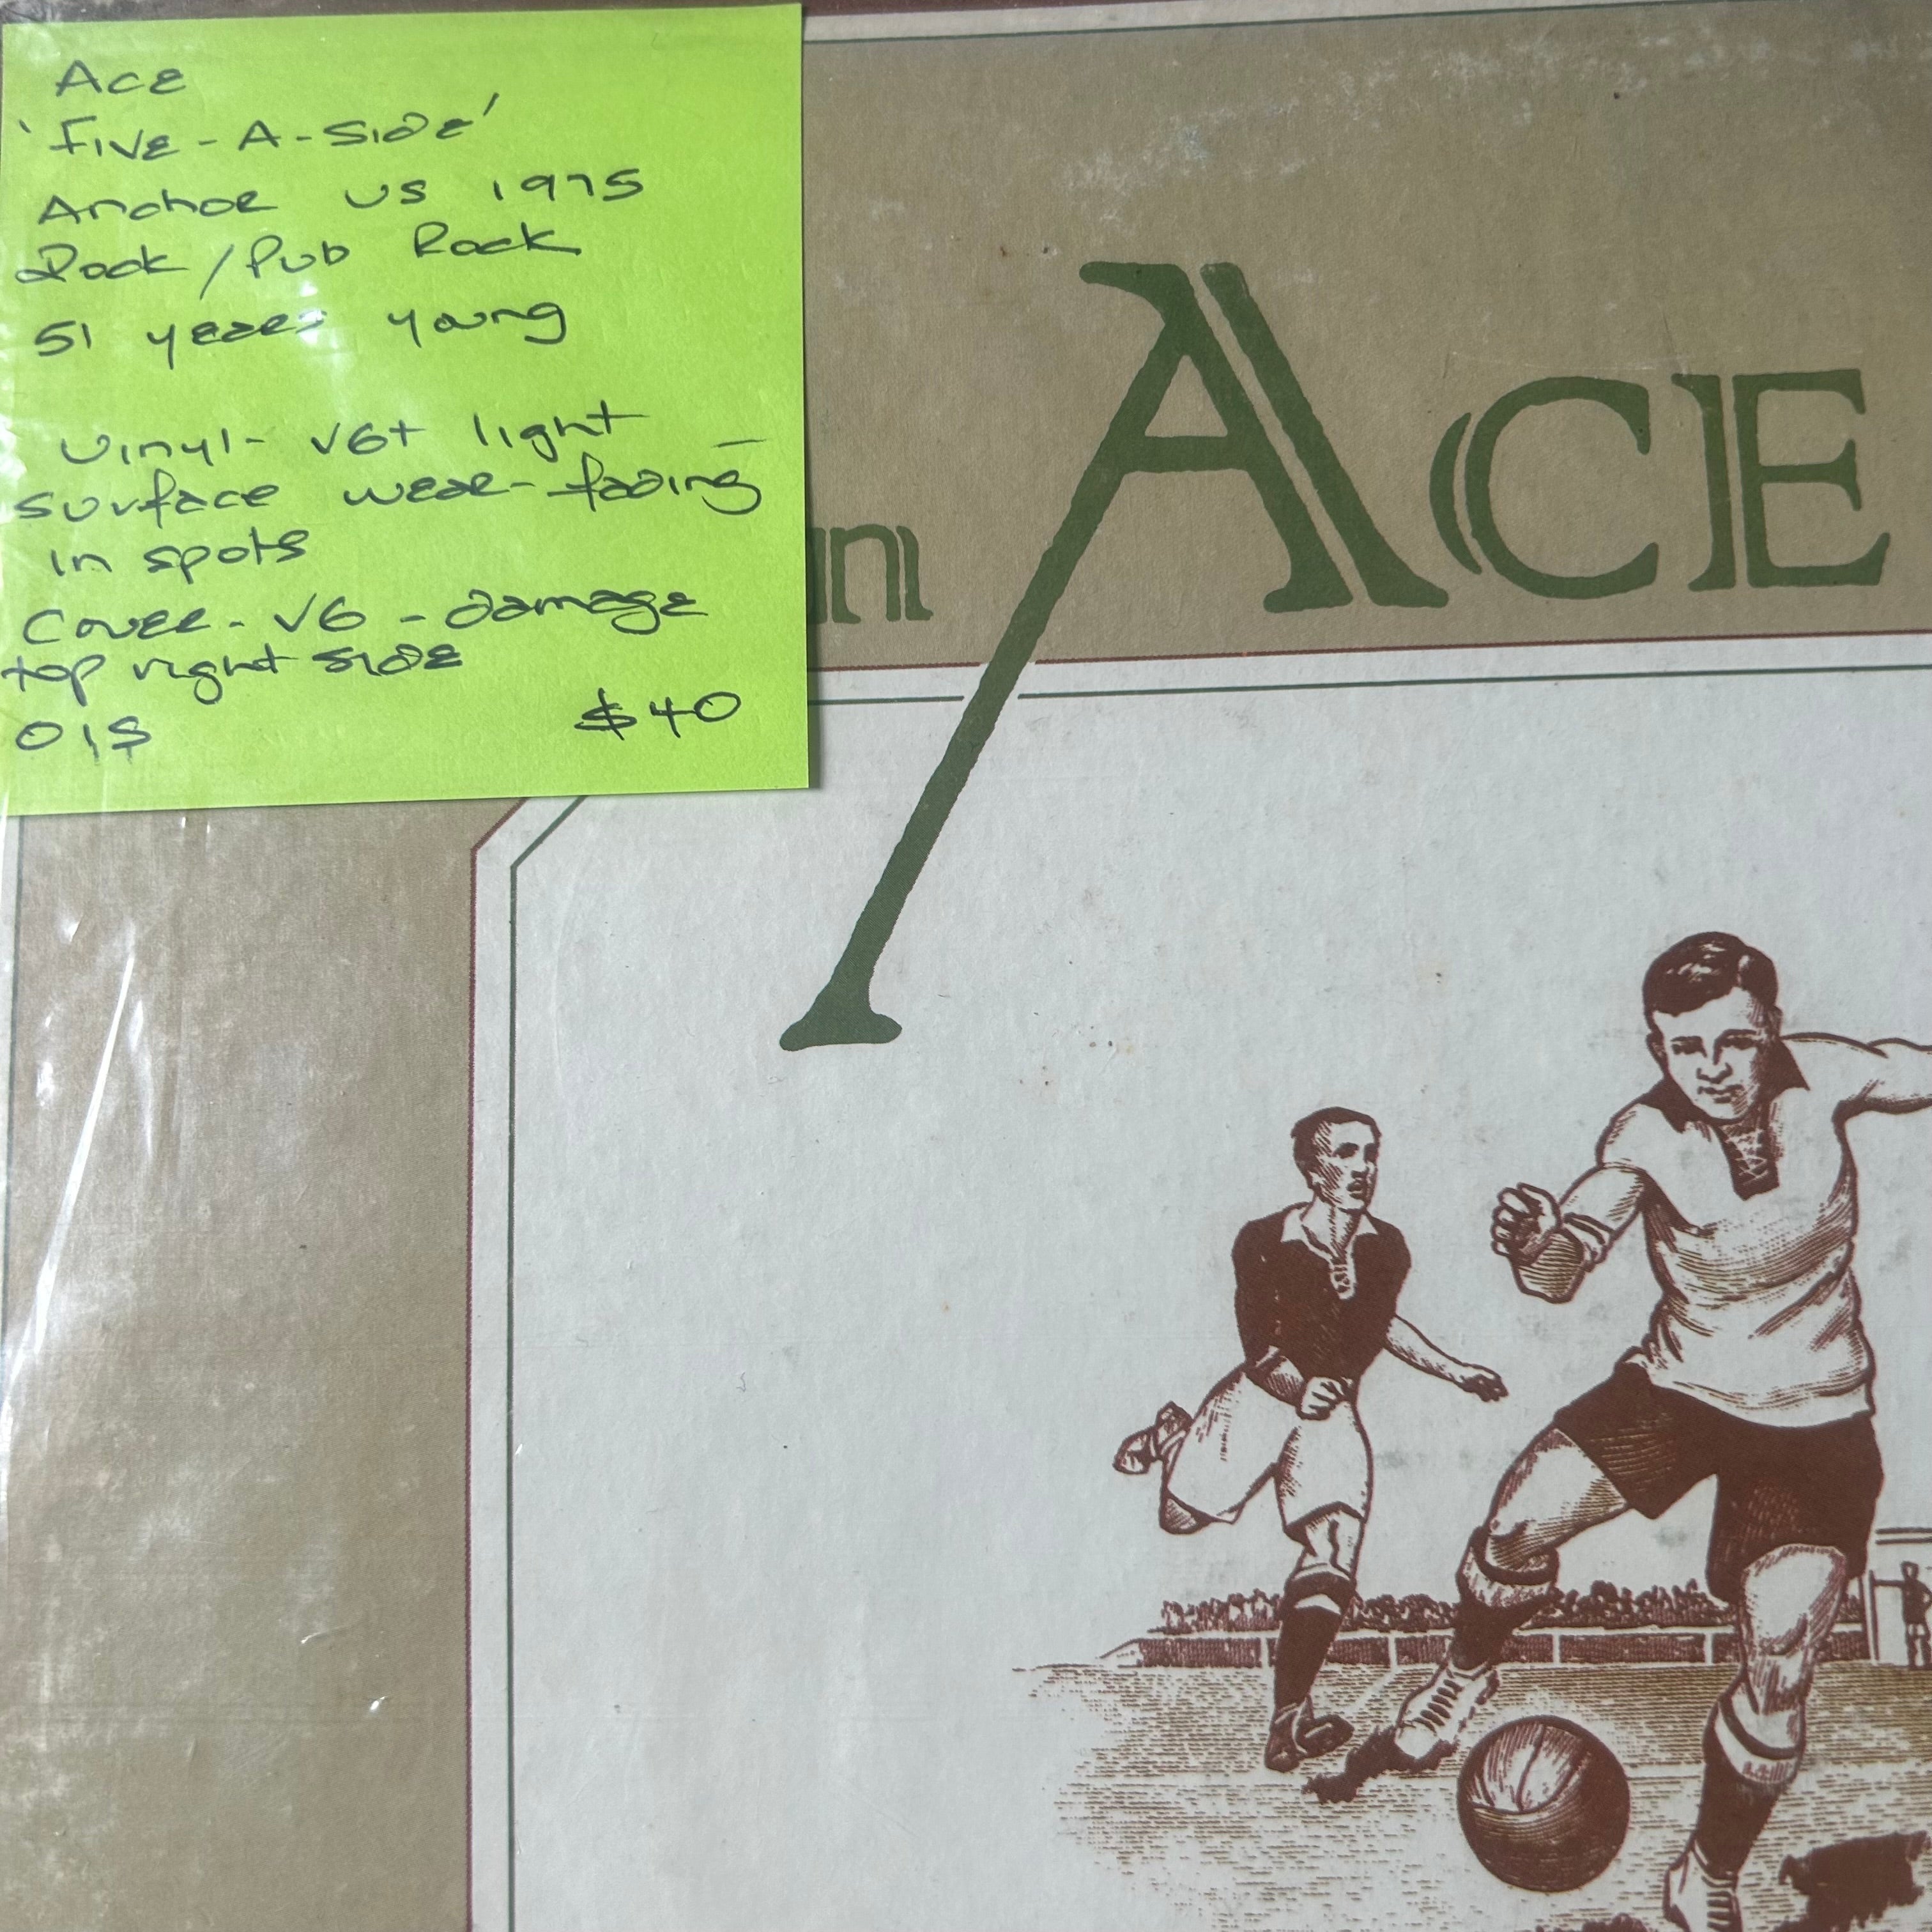 Ace
'Five-A-Side'
Anchor US 1975
Rock/Pub Rock
51 years young
Vinyl- VG+ light
surface wear-fading
in spots
Cover- VG - damage
top right side
O/S $40
an ACE